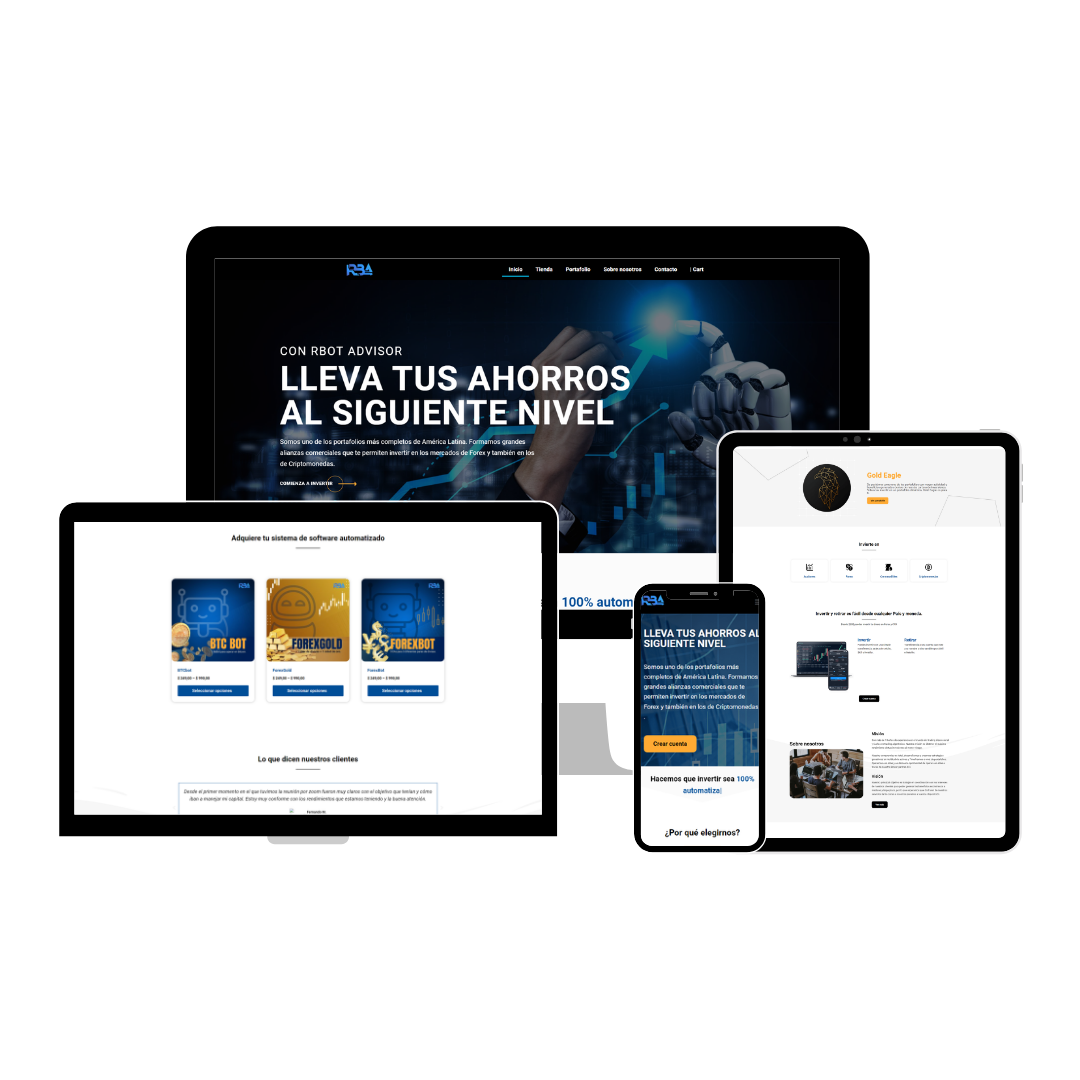 RBA
Inicio
Tienda
Portafolio
Sobre nosotros
Contacto
| Cart
CON RBOT ADVISOR
LLEVA TUS AHORROS
AL SIGUIENTE NIVEL
Somos uno de los portafolios más completos de América Latina. Formamos grandes
alianzas comerciales que te permiten invertir en los mercados de Forex y también en los
de Criptomonedas.
COMIENZA A INVERTIR
100% autom
Adquiere tu sistema de software automatizado
RBA
BTC BOT
BTCBot
Seleccionar opciones
RBA
FOREXGOLD
ForexGold
Seleccionar opciones
RBA
FOREXBOT
ForexBot
Seleccionar opciones
Lo que dicen nuestros clientes
Desde el primer momento en el que tuvimos la reunión por zoom fueron muy claros con el objetivo que tenían y cómo
iban a manejar mi capital. Estoy muy conforme con los rendimientos que estamos teniendo y la buena atención.
RBA
LLEVA TUS AHORROS AL
SIGUIENTE NIVEL
Somos uno de los portafolios más
completos de América Latina. Formamos
grandes alianzas comerciales que te
permiten invertir en los mercados de
Forex y también en los de Criptomonedas
Crear cuenta
Hacemos que invertir sea 100%
automatiza|
¿Por qué elegirnos?
Gold Eagle
Invierte en
Invertir y retirar es fácil desde cualquier País y moneda.
Invertir
Retirar
Sobre nosotros
Misión
Visión